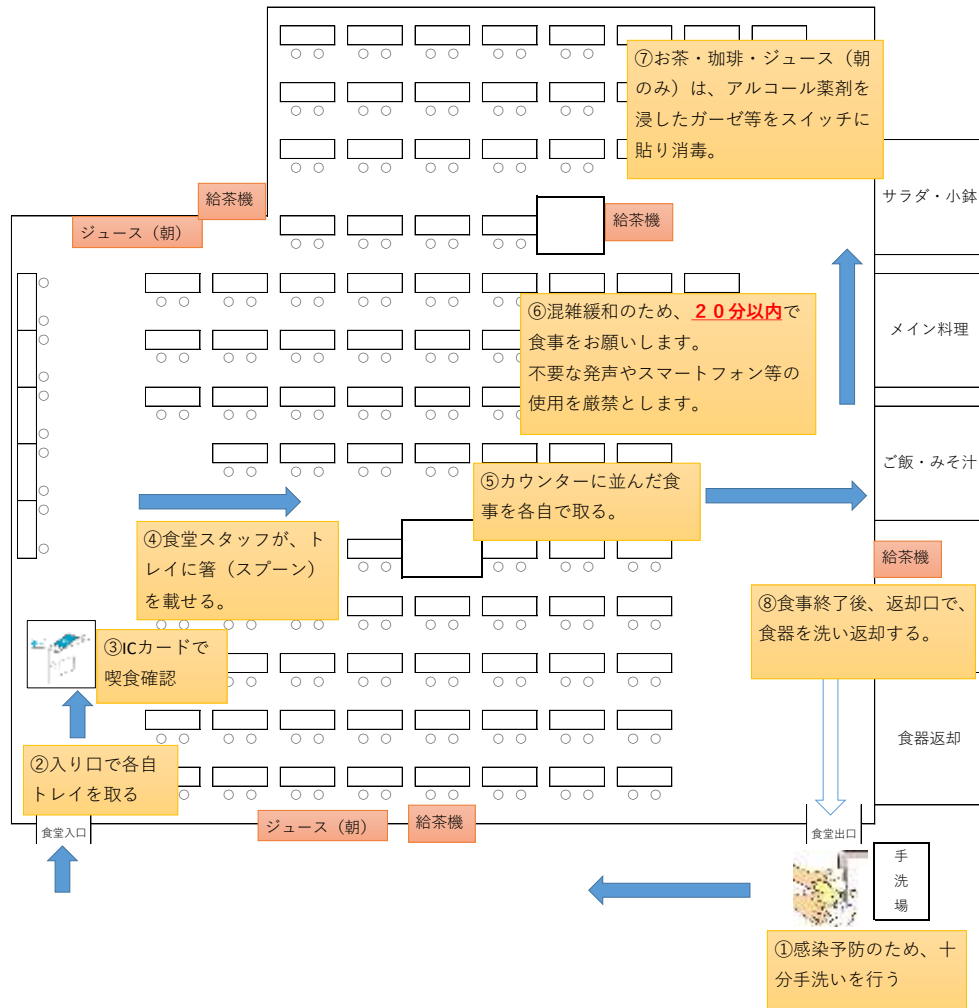 ⑦お茶・珈琲・ジュース（朝
のみ）は、アルコール薬剤を
浸したガーゼ等をスイッチに
貼り消毒。
サラダ・小鉢
給茶機
ジュース（朝）
給茶機
⑥混雑緩和のため、２０分以内で
食事をお願いします。
不要な発声やスマートフォン等の
使用を厳禁とします。
メイン料理
ご飯・みそ汁
⑤カウンターに並んだ食
事を各自で取る。
④食堂スタッフが、ト
レイに箸（スプーン）
を載せる。
給茶機
⑧食事終了後、返却口で、
食器を洗い返却する。
③ICカードで
喫食確認
食器返却
②入り口で各自
トレイを取る
ジュース（朝）
給茶機
食堂入口
食堂出口
手
洗
場
①感染予防のため、十
分手洗いを行う